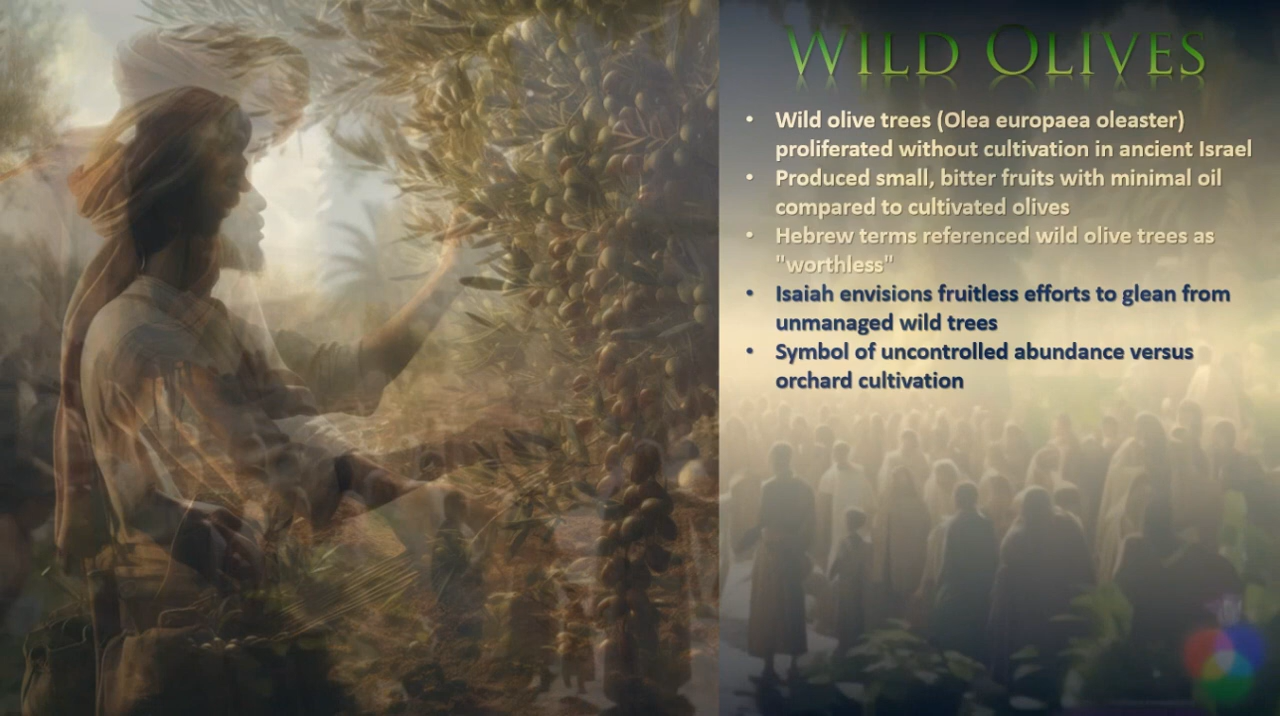 WILD OLIVES
• Wild olive trees (Olea europaea oleaster)
proliferated without cultivation in ancient Israel
• Produced small, bitter fruits with minimal oil
compared to cultivated olives
• Hebrew terms referenced wild olive trees as
"worthless"
• Isaiah envisions fruitless efforts to glean from
unmanaged wild trees
• Symbol of uncontrolled abundance versus
orchard cultivation